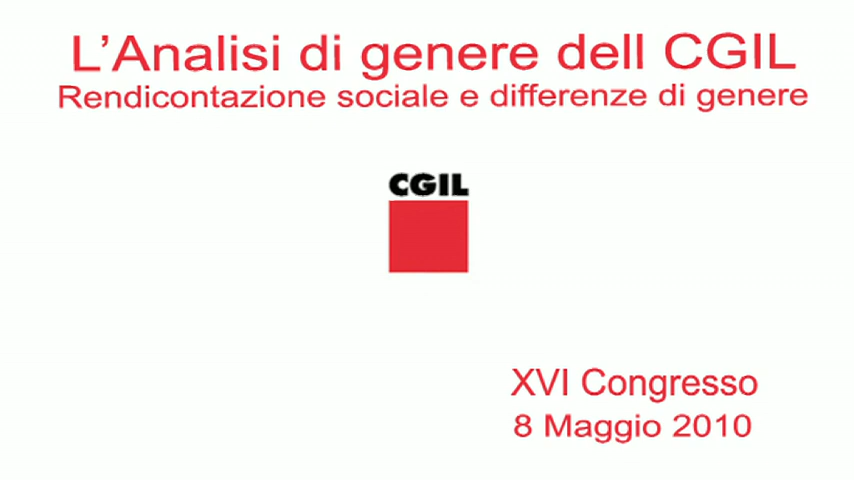 L'Analisi di genere dell CGIL
Rendicontazione sociale e differenze di genere
CGIL
XVI Congresso
8 Maggio 2010